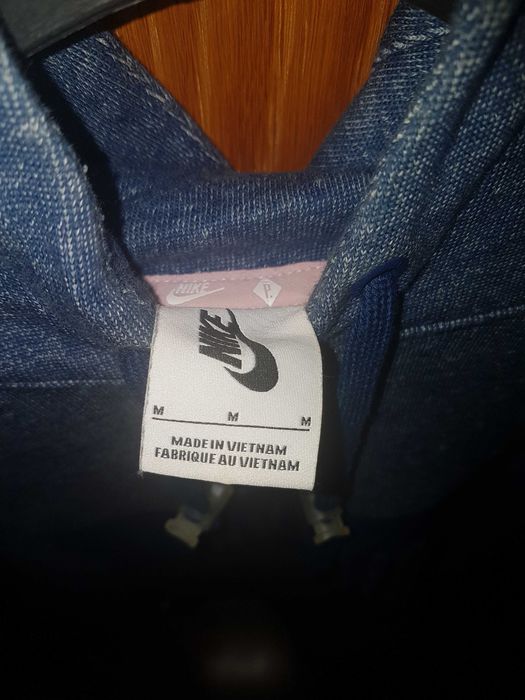 NIKE
P.
NIKE
M M M
MADE IN VIETNAM
FABRIQUE AU VIETNAM